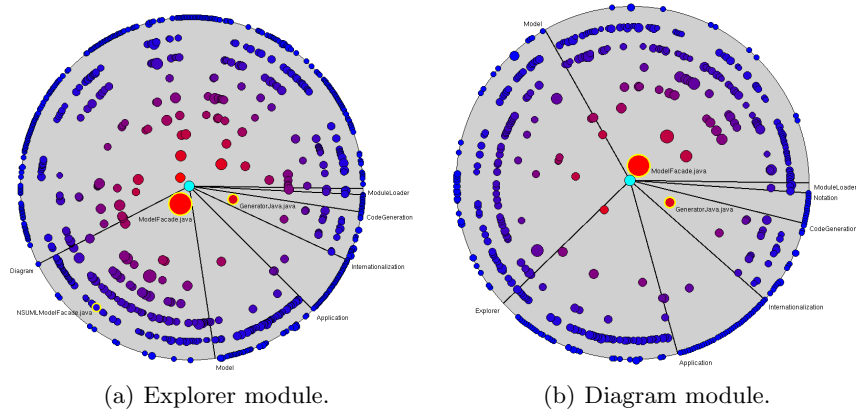 Model
ModelFacade.java
ModuleLoader
GeneratorJava.java
CodeGeneration
Internationalization
Diagram
NSUMLModelFacade.java
Application
Model
ModelFacade.java
ModuleLoader
Notation
GeneratorJava.java
CodeGeneration
Internationalization
Explorer
Application
(a) Explorer module.
(b) Diagram module.